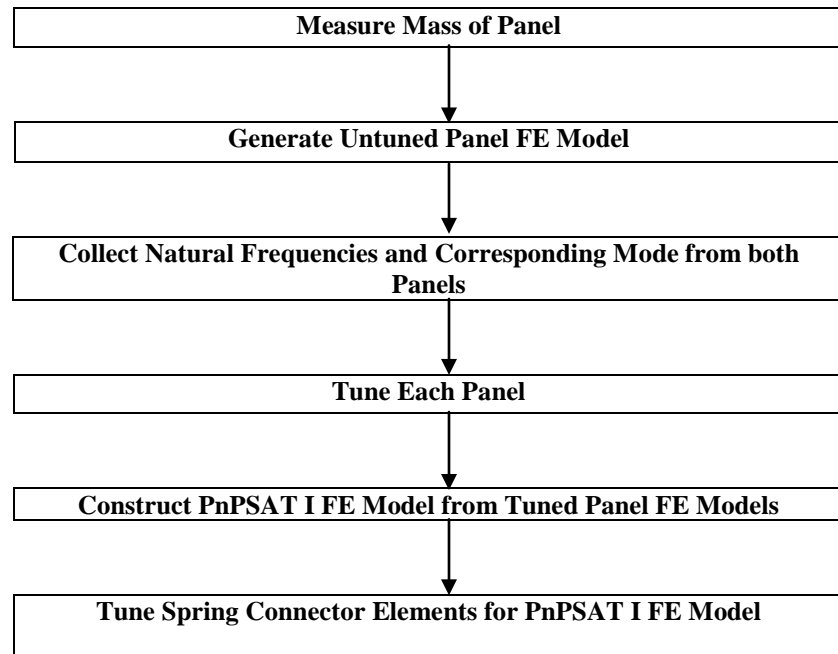 Measure Mass of Panel
Generate Untuned Panel FE Model
Collect Natural Frequencies and Corresponding Mode from both
Panels
Tune Each Panel
Construct PnPSAT I FE Model from Tuned Panel FE Models
Tune Spring Connector Elements for PnPSAT I FE Model